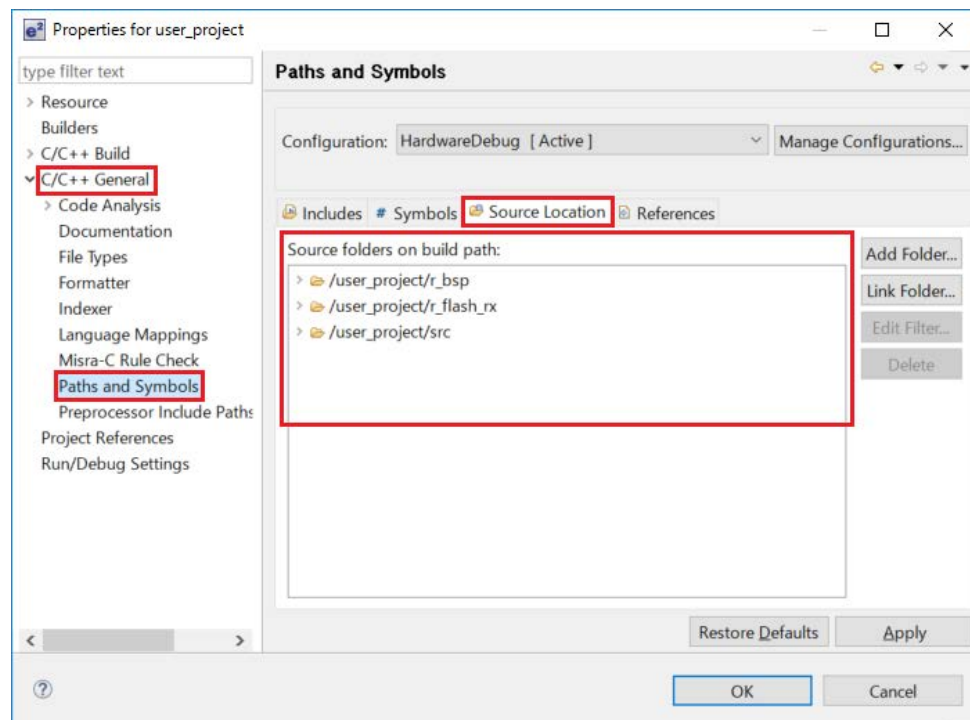 e² Properties for user_project
type filter text
Paths and Symbols
Resource
Builders
C/C++ Build
C/C++ General
Code Analysis
Documentation
File Types
Formatter
Indexer
Language Mappings
Misra-C Rule Check
Paths and Symbols
Preprocessor Include Paths
Project References
Run/Debug Settings
Configuration: HardwareDebug [ Active ] Manage Configurations...
Includes # Symbols Source Location References
Source folders on build path:
/user_project/r_bsp
/user_project/r_flash_rx
/user_project/src
Add Folder...
Link Folder...
Edit Filter...
Delete
Restore Defaults Apply
? OK Cancel